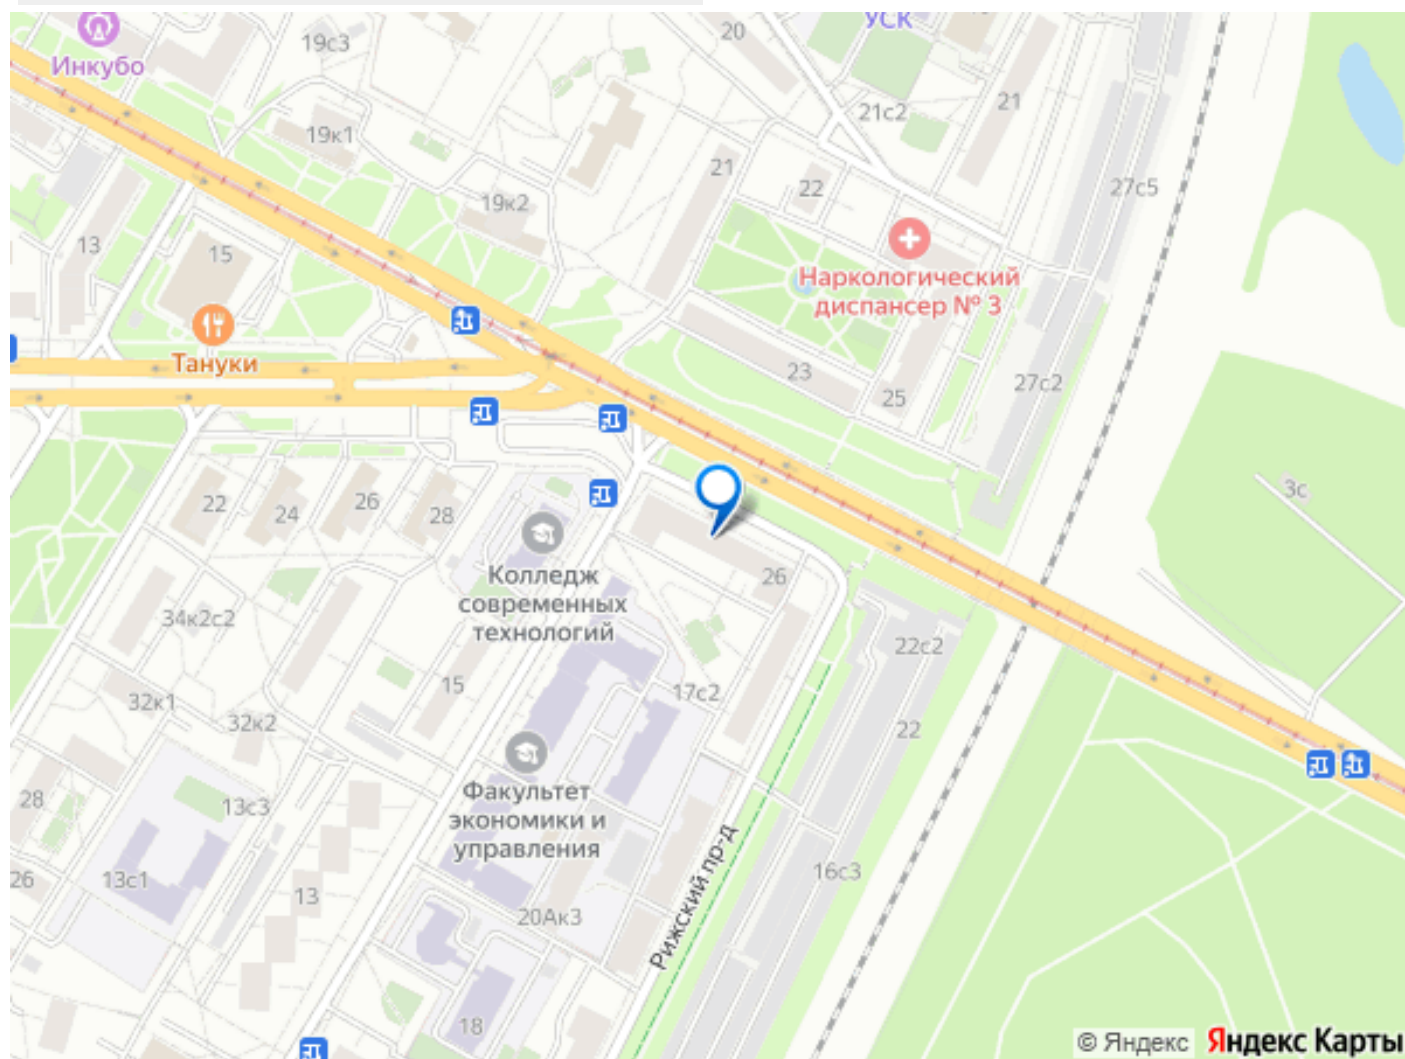 20
УСК
19с3
Инкубо
21
21с2
19к1
21
22
27с5
19к2
13
15
Наркологический
диспансер № 3
Тануки
23
27с2
25
3с
22
24
26
28
Колледж
современных
технологий
26
34к2с2
22с2
15
17с2
32к1
32к2
22
Факультет
экономики и
управления
28
13с3
Рижский пр-д
26
13с1
13
16с3
20Ак3
18
© Яндекс Яндекс Карты